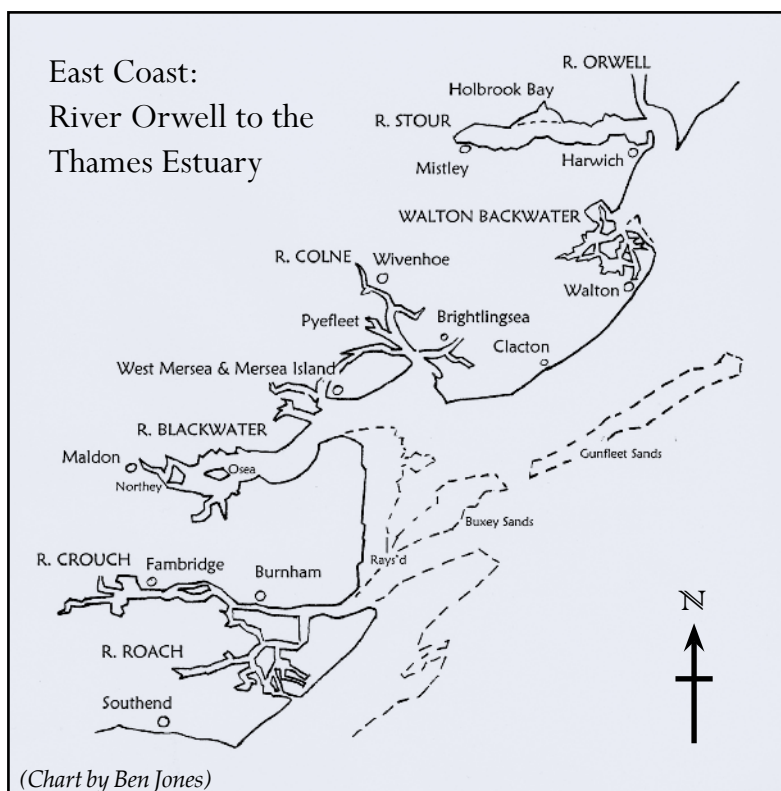 East Coast:
River Orwell to the
Thames Estuary
R. ORWELL
Holbrook Bay
R. STOUR
Mistley
Harwich
WALTON BACKWATER
R. COLNE
Wivenhoe
Walton
Pyefleet
Brightlingsea
Clacton
West Mersea & Mersea Island
R. BLACKWATER
Maldon
Northey
Osea
Gunfleet Sands
Buxey Sands
Rays'd
R. CROUCH
Fambridge
Burnham
N
R. ROACH
Southend
(Chart by Ben Jones)